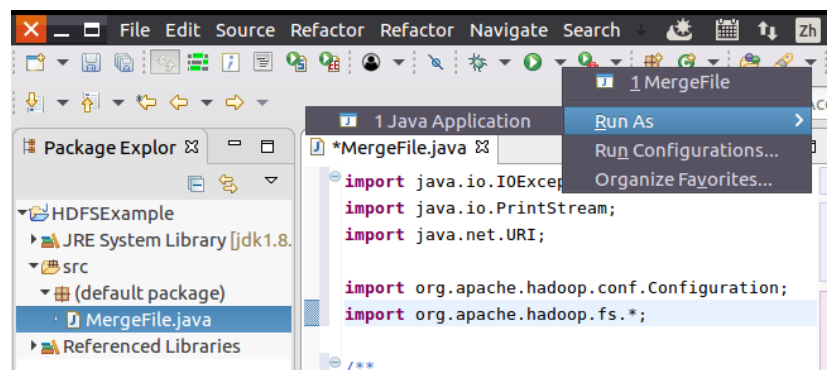 File Edit Source Refactor Refactor Navigate Search Zh
1 MergeFile
1 Java Application
Run As
Run Configurations...
Organize Favorites...
Package Explor
*MergeFile.java
HDFSExample
JRE System Library [jdk1.8.
src
(default package)
MergeFile.java
Referenced Libraries
import java.io.IOExcep
import java.io.PrintStream;
import java.net.URI;
import org.apache.hadoop.conf.Configuration;
import org.apache.hadoop.fs.*;
/**